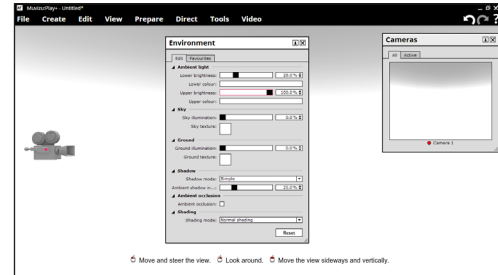 MuvizuPlay+ - Untitled*
File Create Edit View Prepare Direct Tools Video
Environment
Edit Favourites
Ambient light
Lower brightness: 20.0 %
Lower colour:
Upper brightness: 100.0 %
Upper colour:
Sky
Sky illumination: 0.0 %
Sky texture:
Ground
Ground illumination: 0.0 %
Ground texture:
Shadow
Shadow mode: Simple
Ambient shadow in...: 25.0 %
Ambient occlusion
Ambient occlusion:
Shading
Shading mode: Normal shading
Reset
Cameras
All Active
Camera 1
Move and steer the view. Look around. Move the view sideways and vertically.